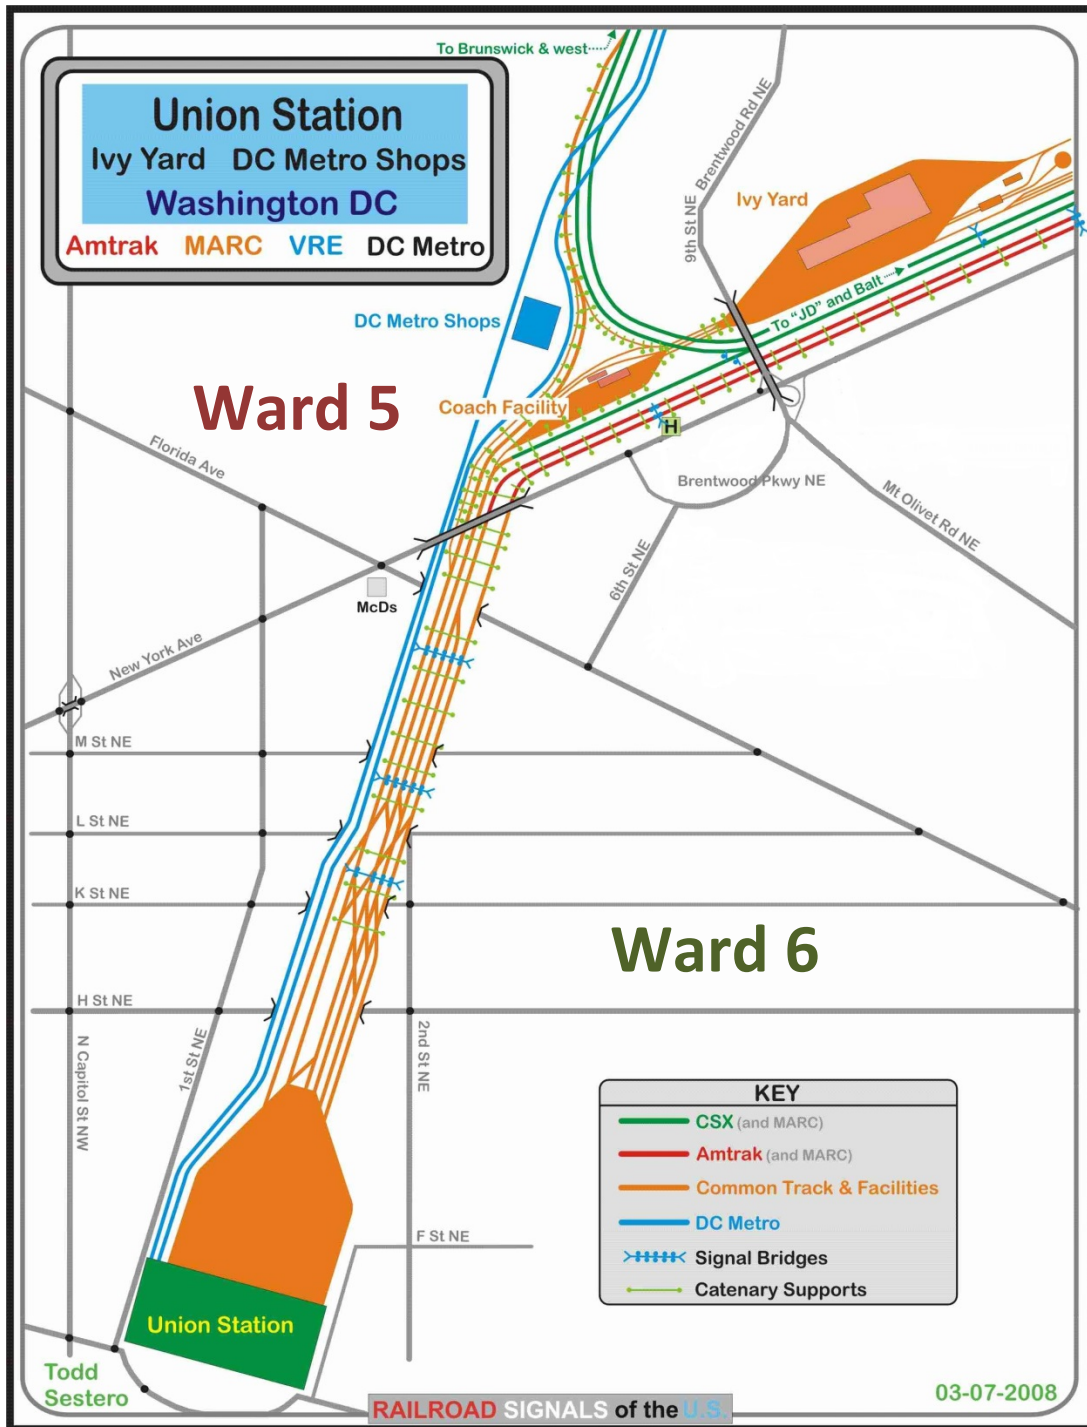 To Brunswick & west
Union Station
Ivy Yard DC Metro Shops
Washington DC
Amtrak MARC VRE DC Metro
Brentwood Rd NE
9th St NE
Ivy Yard
To "JD" and Balt
DC Metro Shops
Ward 5
Coach Facility
H
Florida Ave
Brentwood Pkwy NE
Mt Olivet Rd NE
6th St NE
McDs
New York Ave
M St NE
L St NE
K St NE
Ward 6
H St NE
N Capitol St NW
1st St NE
2nd St NE
KEY
CSX (and MARC)
Amtrak (and MARC)
Common Track & Facilities
DC Metro
Signal Bridges
Catenary Supports
F St NE
Union Station
Todd
Sestero
03-07-2008
RAILROAD SIGNALS of the U.S.